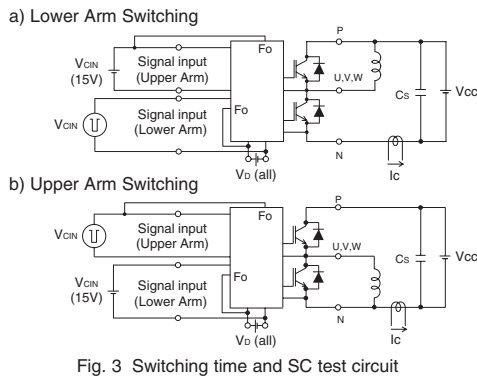 a) Lower Arm Switching
P
Fo
VCIN
(15V)
Signal input
(Upper Arm)
U,V,W
CS
Vcc
VCIN
Signal input
(Lower Arm)
Fo
N
VD (all)
Ic
b) Upper Arm Switching
P
Fo
VCIN
Signal input
(Upper Arm)
U,V,W
CS
Vcc
VCIN
(15V)
Signal input
(Lower Arm)
Fo
N
VD (all)
Ic
Fig. 3 Switching time and SC test circuit